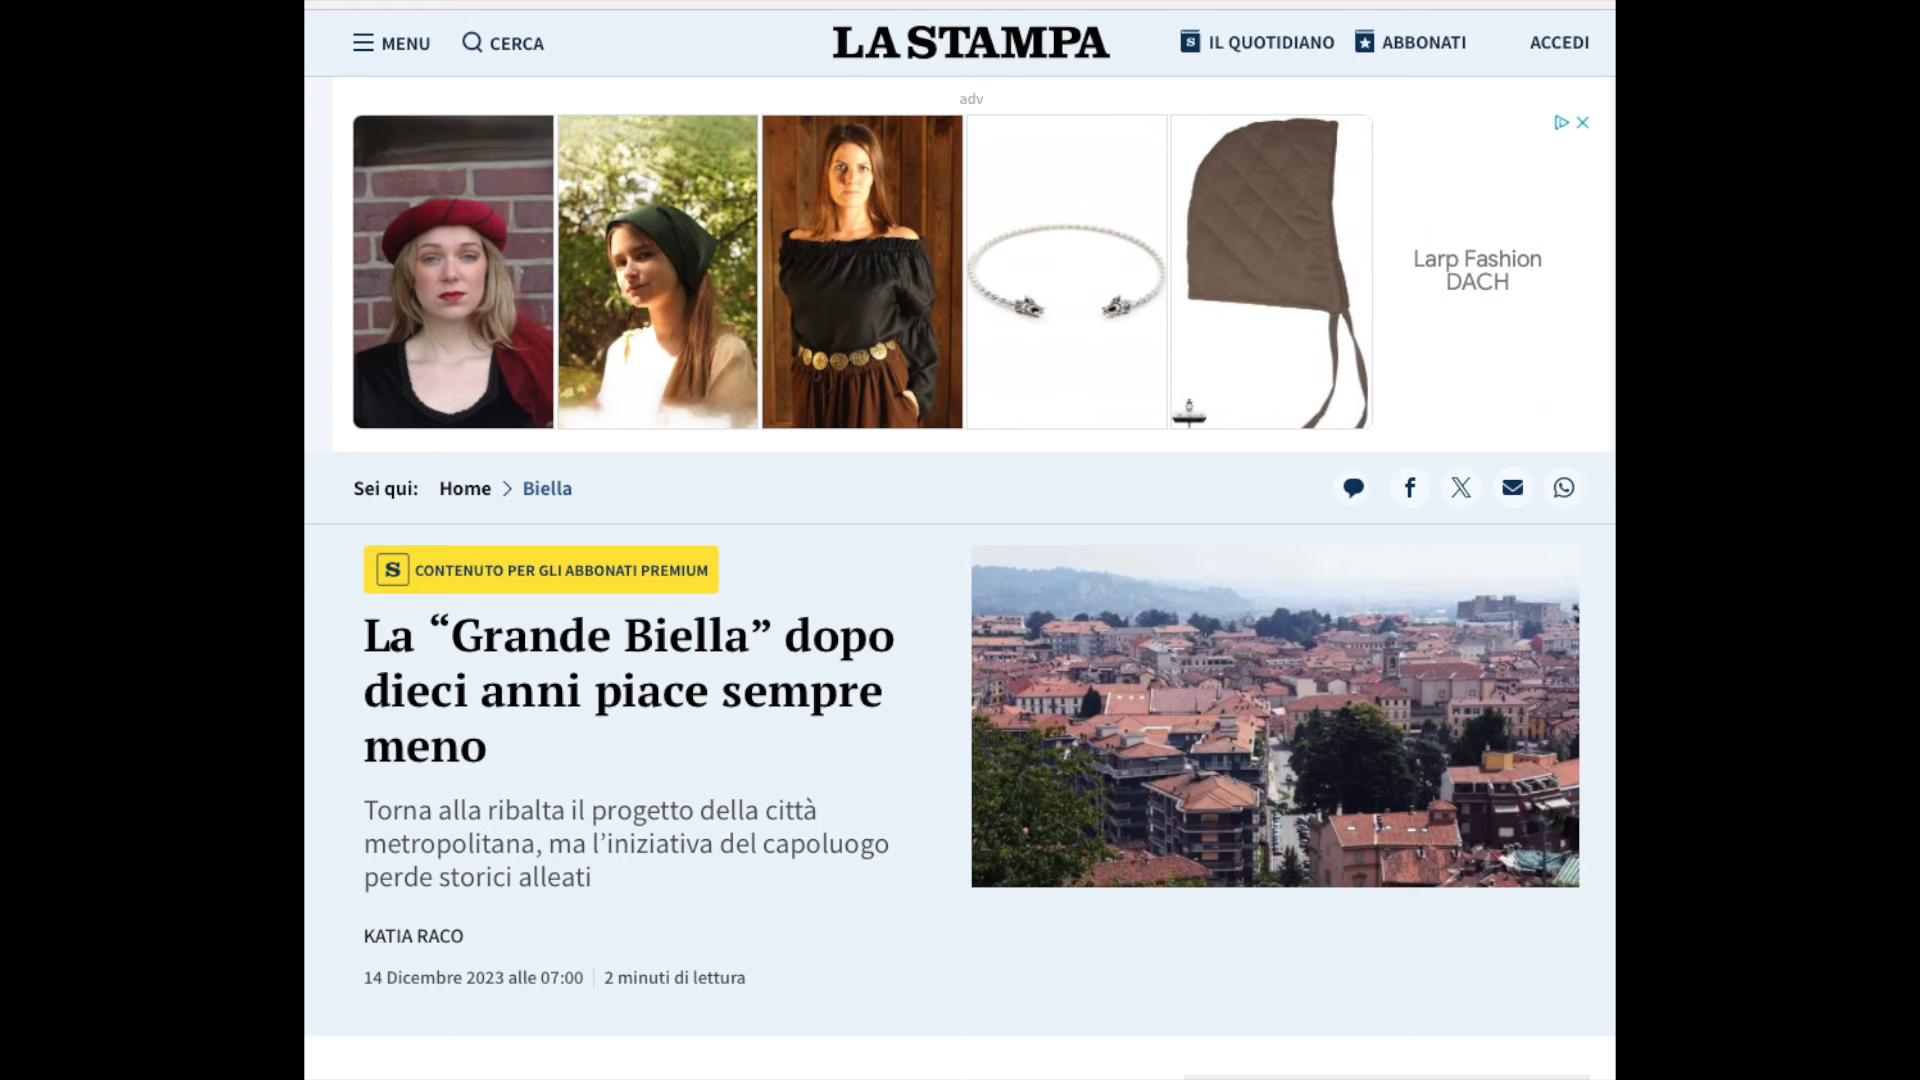 MENU
CERCA
LA STAMPA
IL QUOTIDIANO
ABBONATI
ACCEDI
adv
Larp Fashion
DACH
Sei qui: Home > Biella
CONTENUTO PER GLI ABBONATI PREMIUM
La “Grande Biella” dopo
dieci anni piace sempre
meno
Torna alla ribalta il progetto della città
metropolitana, ma l’iniziativa del capoluogo
perde storici alleati
KATIA RACO
14 Dicembre 2023 alle 07:00
2 minuti di lettura